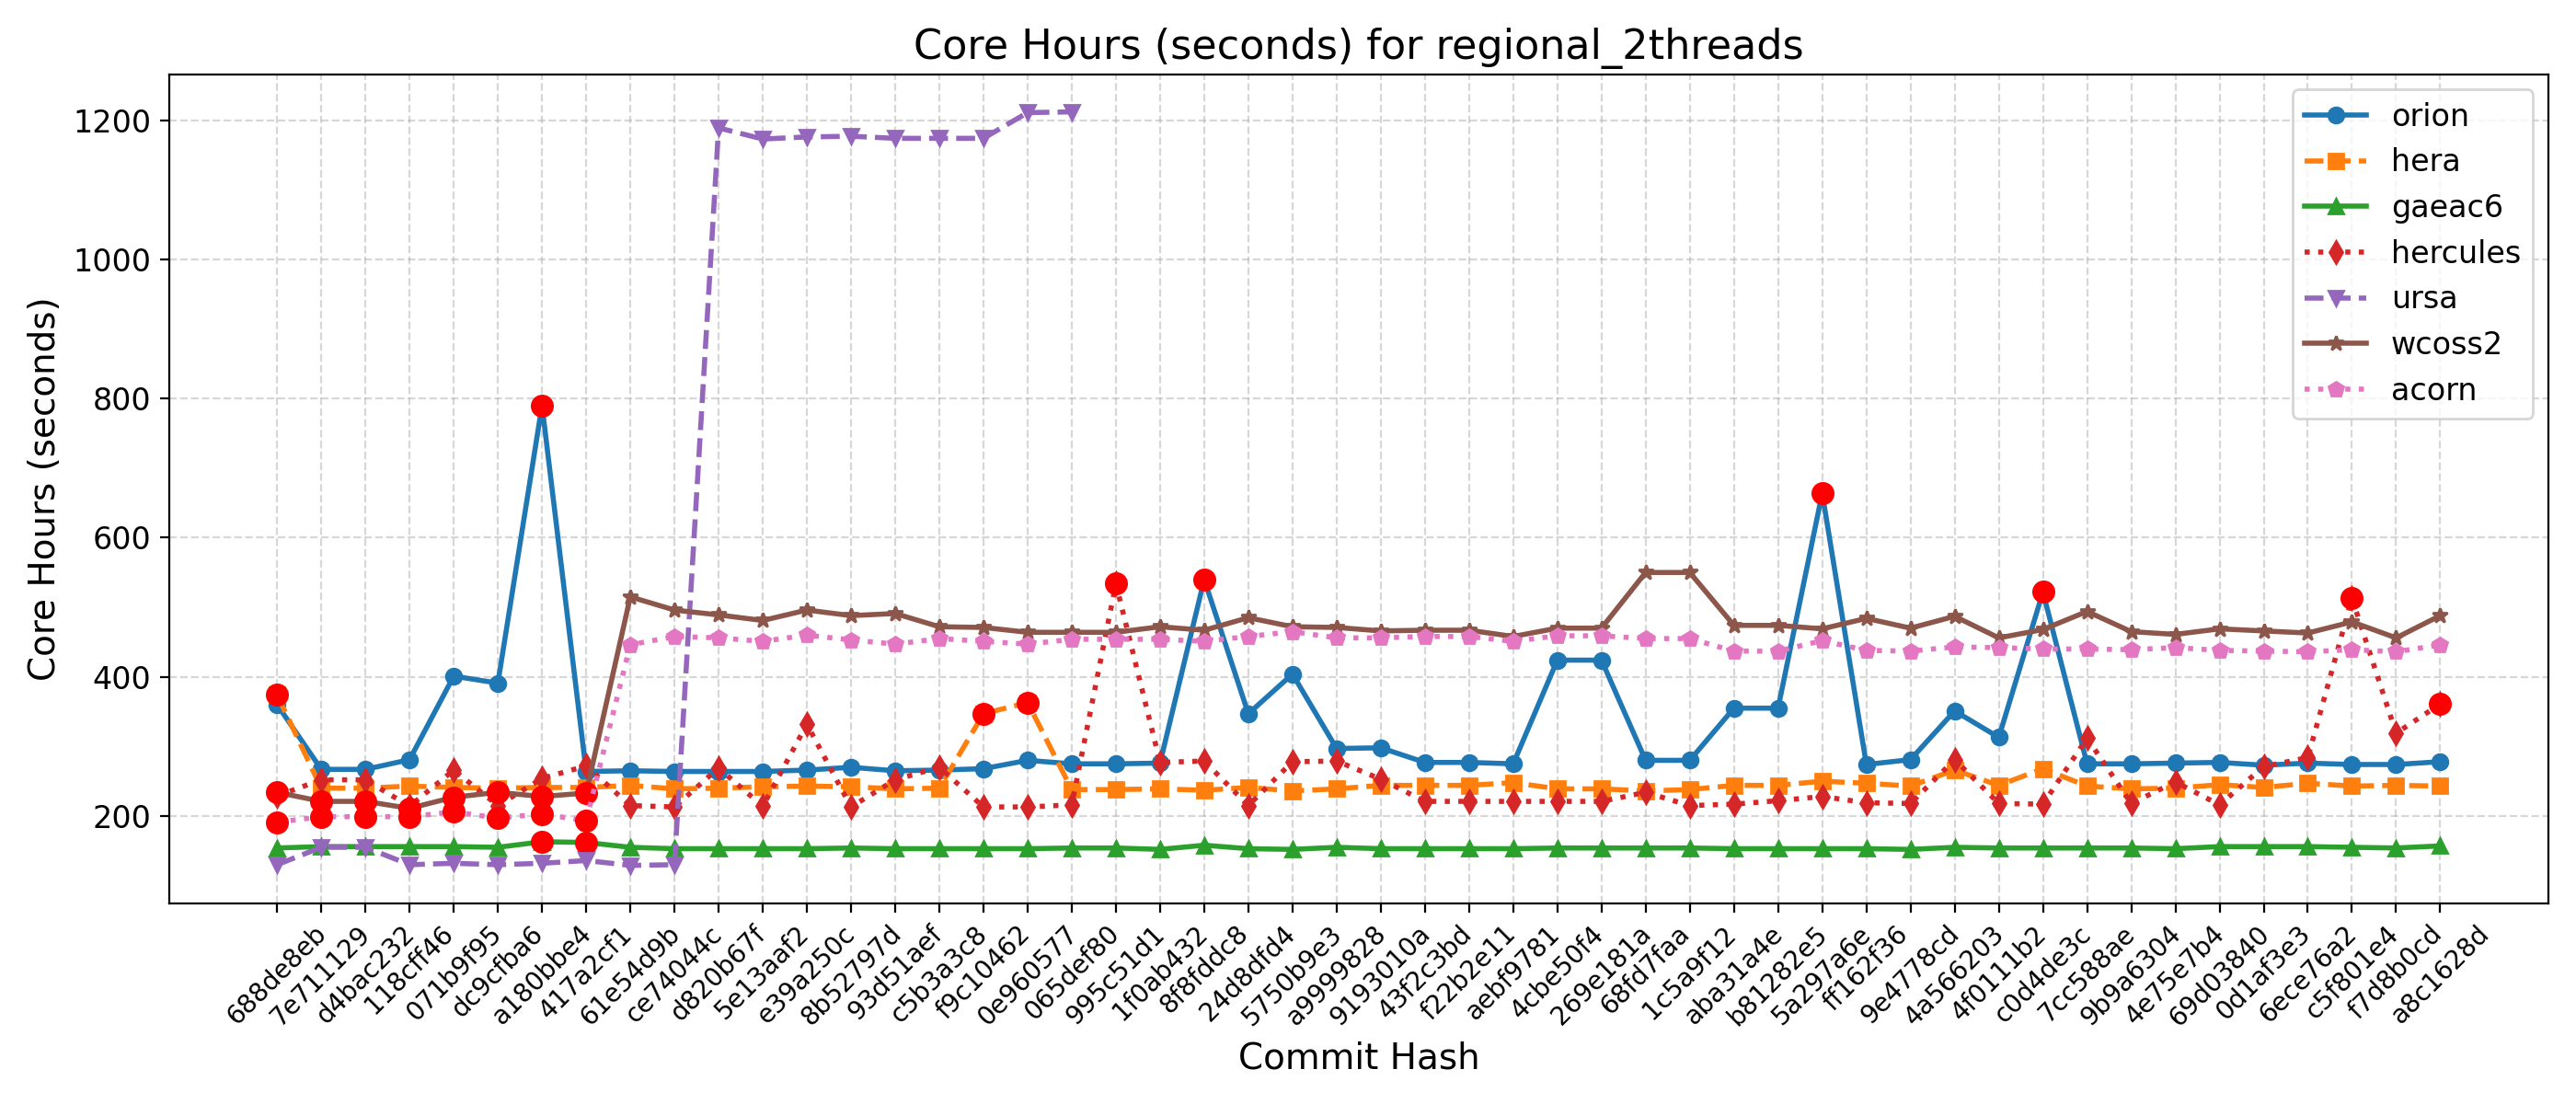 Core Hours (seconds) for regional_2threads
Core Hours (seconds)
1200
1000
800
600
400
200
orion
hera
gaeac6
hercules
ursa
wcoss2
acorn
688de8eb
7e711129
d4bac232
118cff46
071b9f95
dc9cfba6
a180bbe4
417a2cf1
61e54d9b
ce74044c
d820b67f
5e13aaf2
e39a250c
8b52797d
93d51aef
c5b3a3c8
f9c10462
0e960577
065def80
995c51d1
1f0ab432
8f8fddc8
24d8dfd4
5750b9e3
a9999828
9193010a
43f2c3bd
f22b2e11
aebf9781
4cbe50f4
269e181a
68fd7faa
1c5a9f12
aba31a4e
b81282e5
5a297a6e
ff162f36
9e4778cd
4a566203
4f0111b2
c0d4de3c
7cc588ae
9b9a6304
4e75e7b4
69d03840
0d1af3e3
6ece76a2
c5f801e4
f7d8b0cd
a8c1628d
Commit Hash